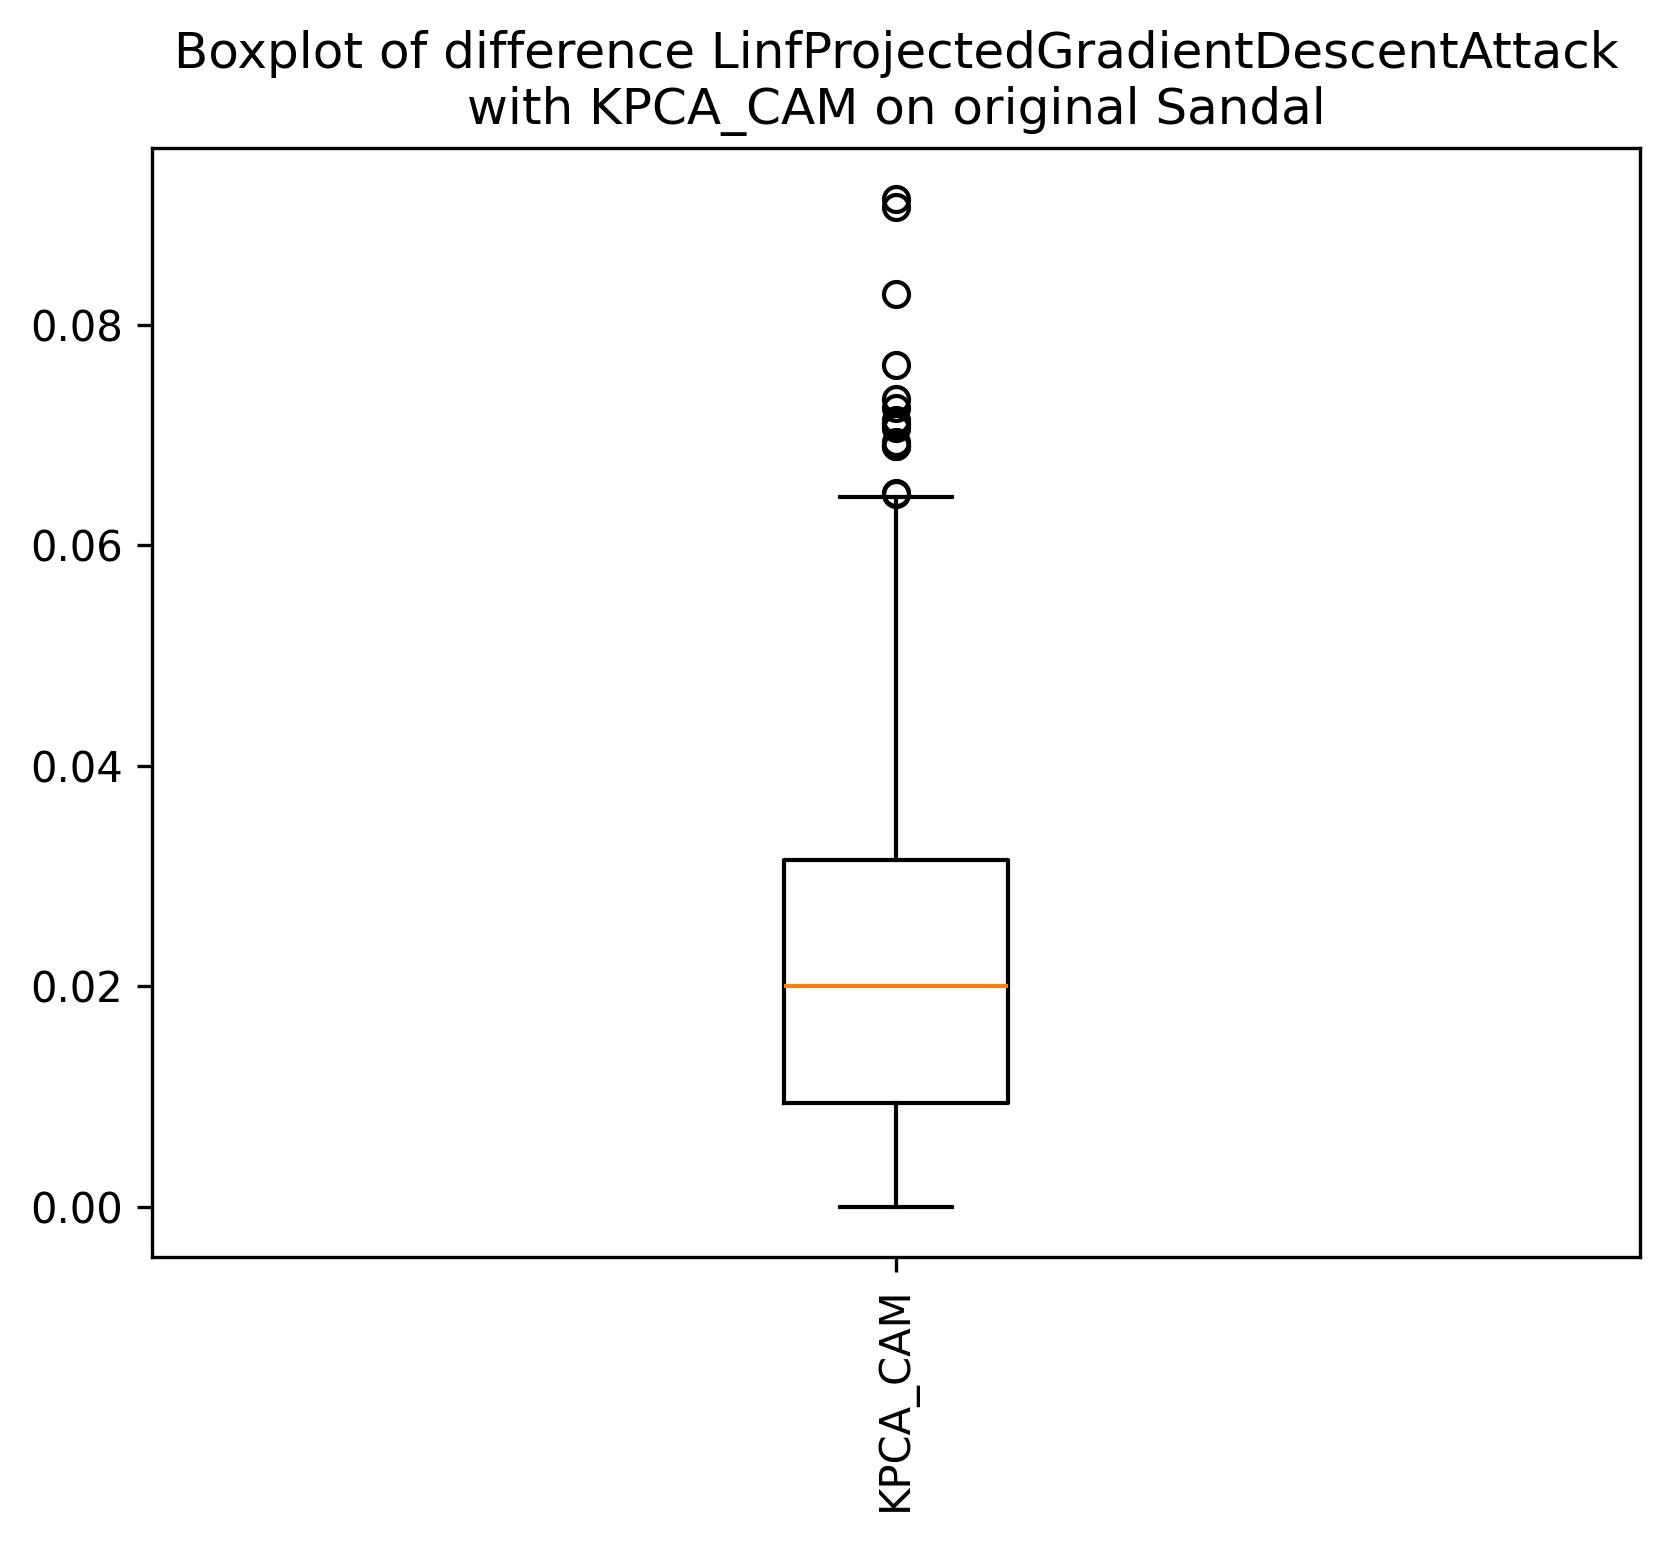 Boxplot of difference LinfProjectedGradientDescentAttack
with KPCA_CAM on original Sandal
0.08
0.06
0.04
0.02
0.00
KPCA_CAM